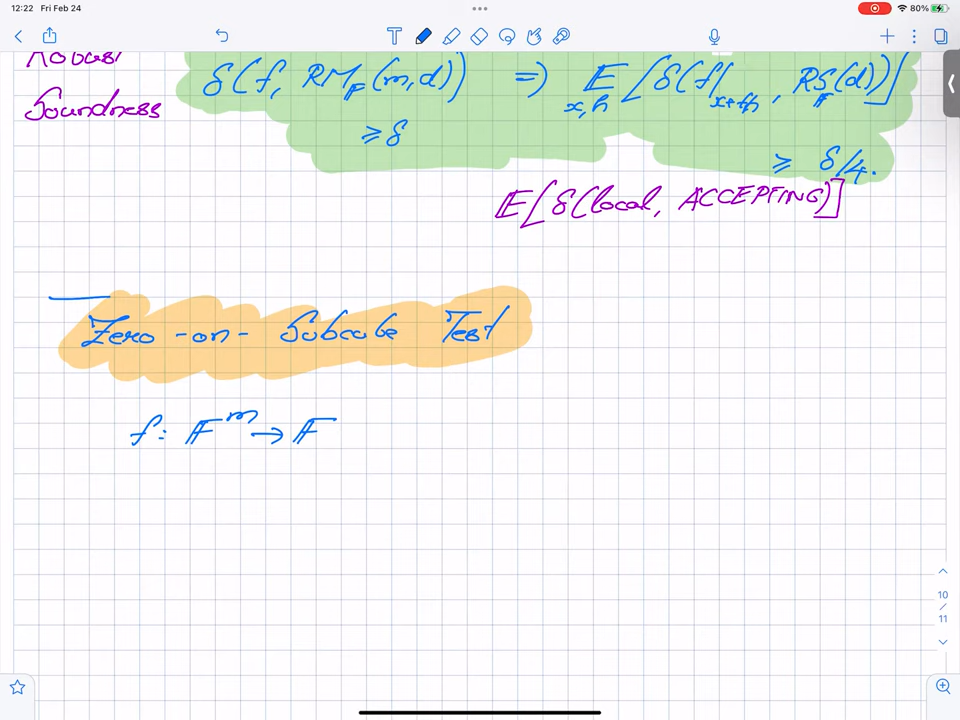 12:22 Fri Feb 24
80%
T
Robust
Soundness
δ(f, RM_F(m,d)) ≥ δ ⇒ E_{x,h} [δ(f|_{x+th}, RS_F(d))] ≥ δ/4.
E[δ(local, ACCEPTING)]
Zero-on-Subcube Test
f: F^m → F
10
/
11